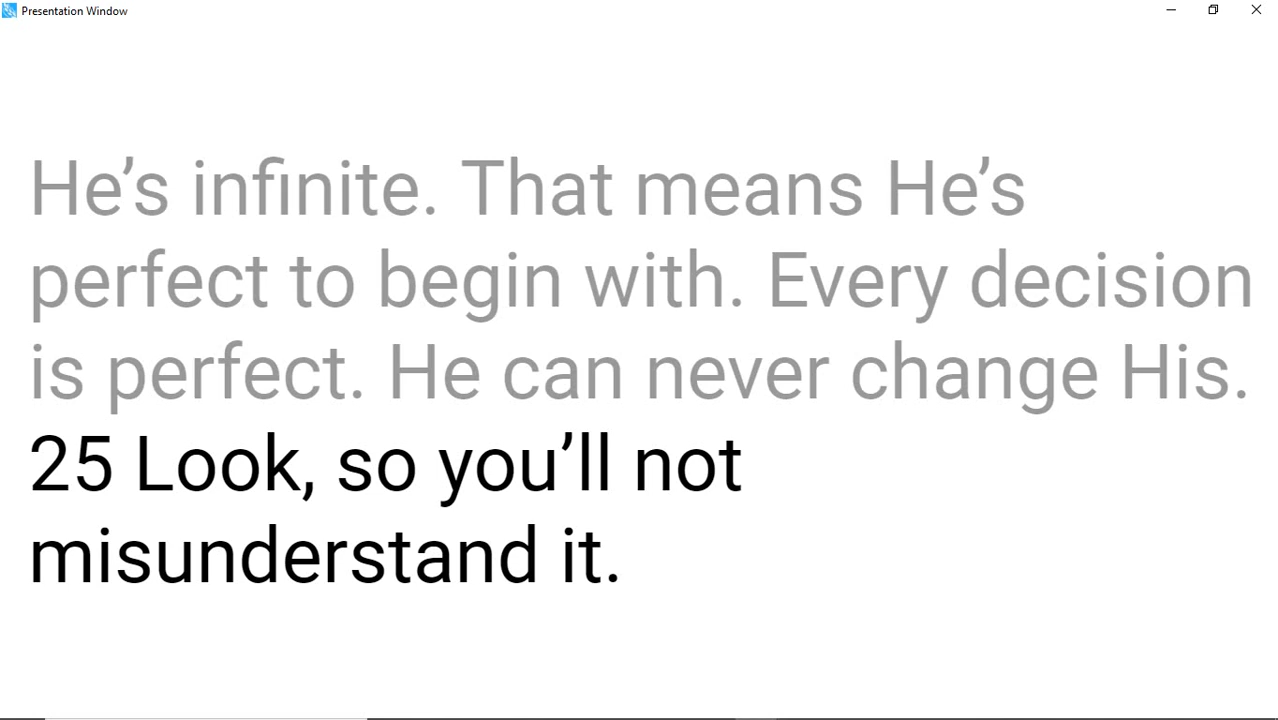 Presentation Window
He’s infinite. That means He’s
perfect to begin with. Every decision
is perfect. He can never change His.
25 Look, so you’ll not
misunderstand it.